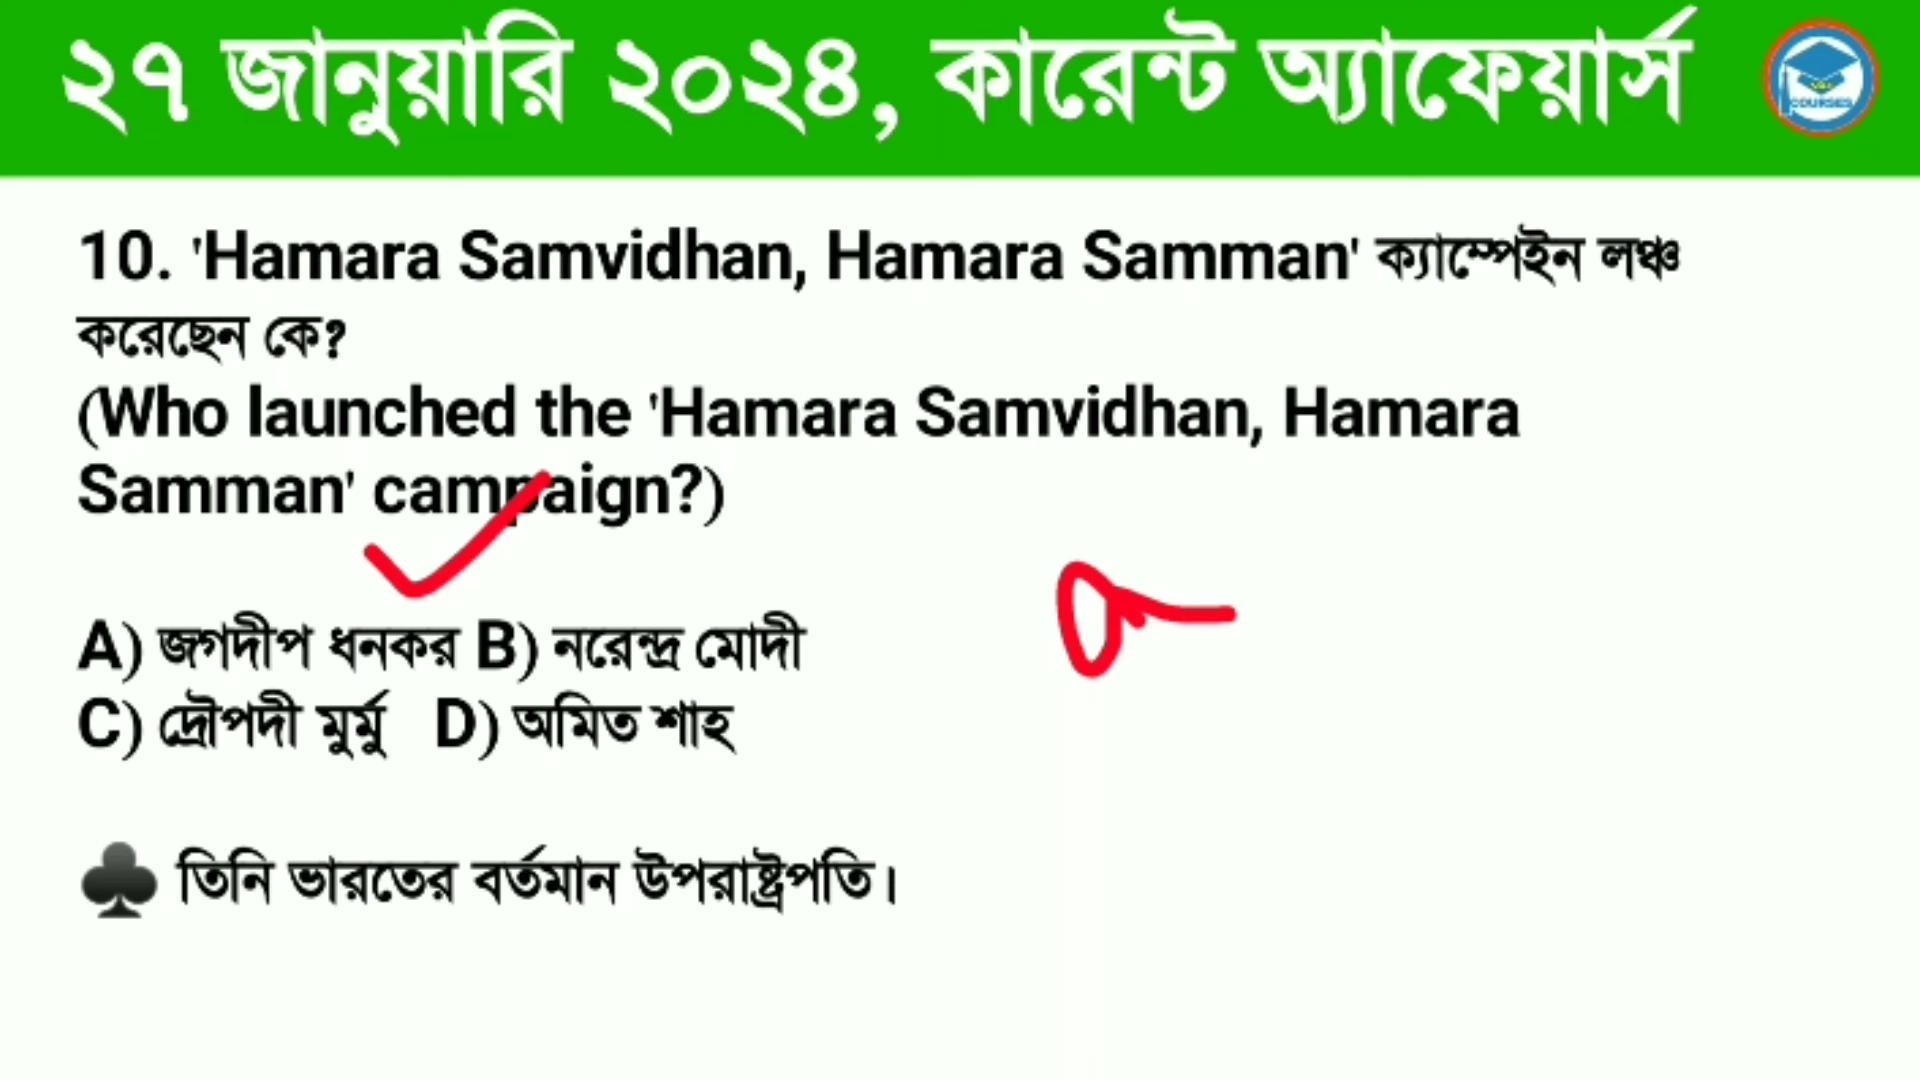 ২৭ জানুয়ারি ২০২৪, কারেন্ট অ্যাফেয়ার্স
COURSES
10. 'Hamara Samvidhan, Hamara Samman' ক্যাম্পেইন লঞ্চ
করেছেন কে?
(Who launched the 'Hamara Samvidhan, Hamara
Samman' campaign?)
A) জগদীপ ধনকর B) নরেন্দ্র মোদী
C) দ্রৌপদী মুর্মু D) অমিত শাহ
♣ তিনি ভারতের বর্তমান উপরাষ্ট্রপতি।